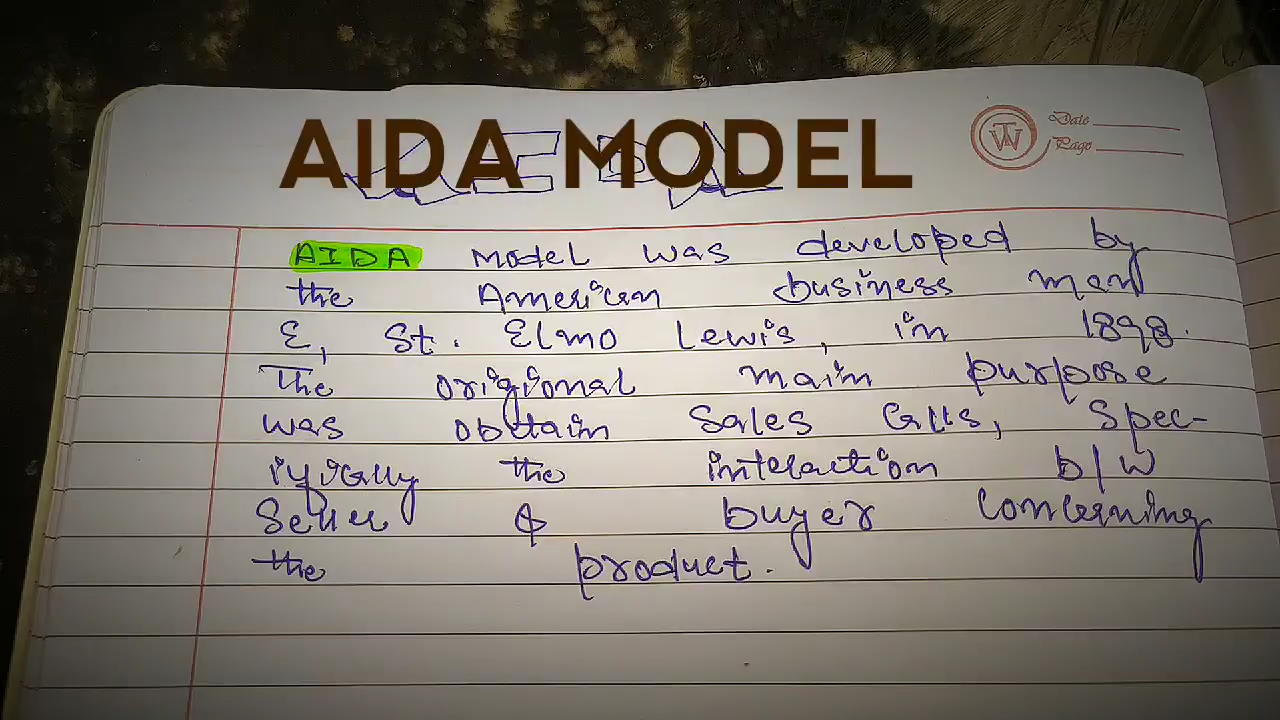 AIDA MODEL
Date
Page
AIDA Model was developed by
the American business man
E, St. Elmo Lewis, in 1898.
The origional main purpose
was obtain Sales Calls, Spec-
ifically the interaction b/w
Seller & buyer concerning
the product.